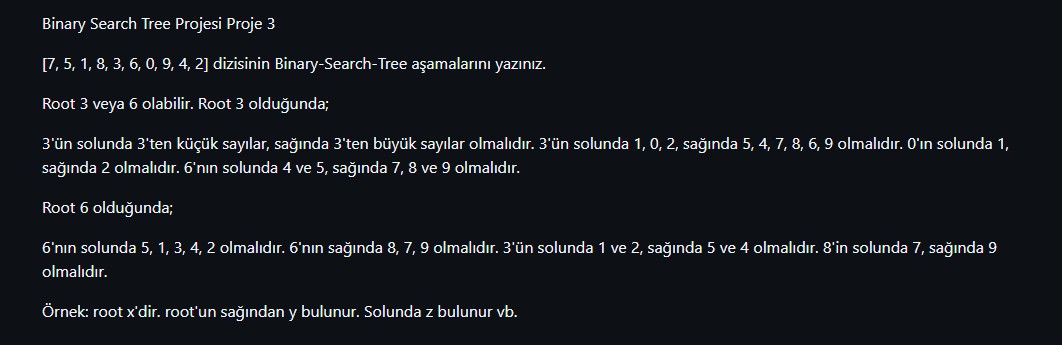 Binary Search Tree Projesi Proje 3
[7, 5, 1, 8, 3, 6, 0, 9, 4, 2] dizisinin Binary-Search-Tree aşamalarını yazınız.
Root 3 veya 6 olabilir. Root 3 olduğunda;
3'ün solunda 3'ten küçük sayılar, sağında 3'ten büyük sayılar olmalıdır. 3'ün solunda 1, 0, 2, sağında 5, 4, 7, 8, 6, 9 olmalıdır. 0'ın solunda 1,
sağında 2 olmalıdır. 6'nın solunda 4 ve 5, sağında 7, 8 ve 9 olmalıdır.
Root 6 olduğunda;
6'nın solunda 5, 1, 3, 4, 2 olmalıdır. 6'nın sağında 8, 7, 9 olmalıdır. 3'ün solunda 1 ve 2, sağında 5 ve 4 olmalıdır. 8'in solunda 7, sağında 9
olmalıdır.
Örnek: root x'dir. root'un sağından y bulunur. Solunda z bulunur vb.